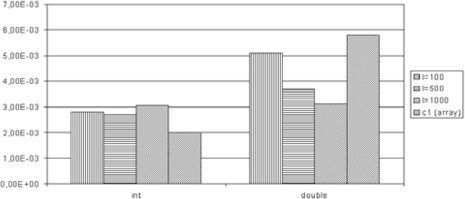 7,00E-03
6,00E-03
5,00E-03
4,00E-03
3,00E-03
2,00E-03
1,00E-03
0,00E+00
int
double
l=100
l=500
l=1000
c1 (array)